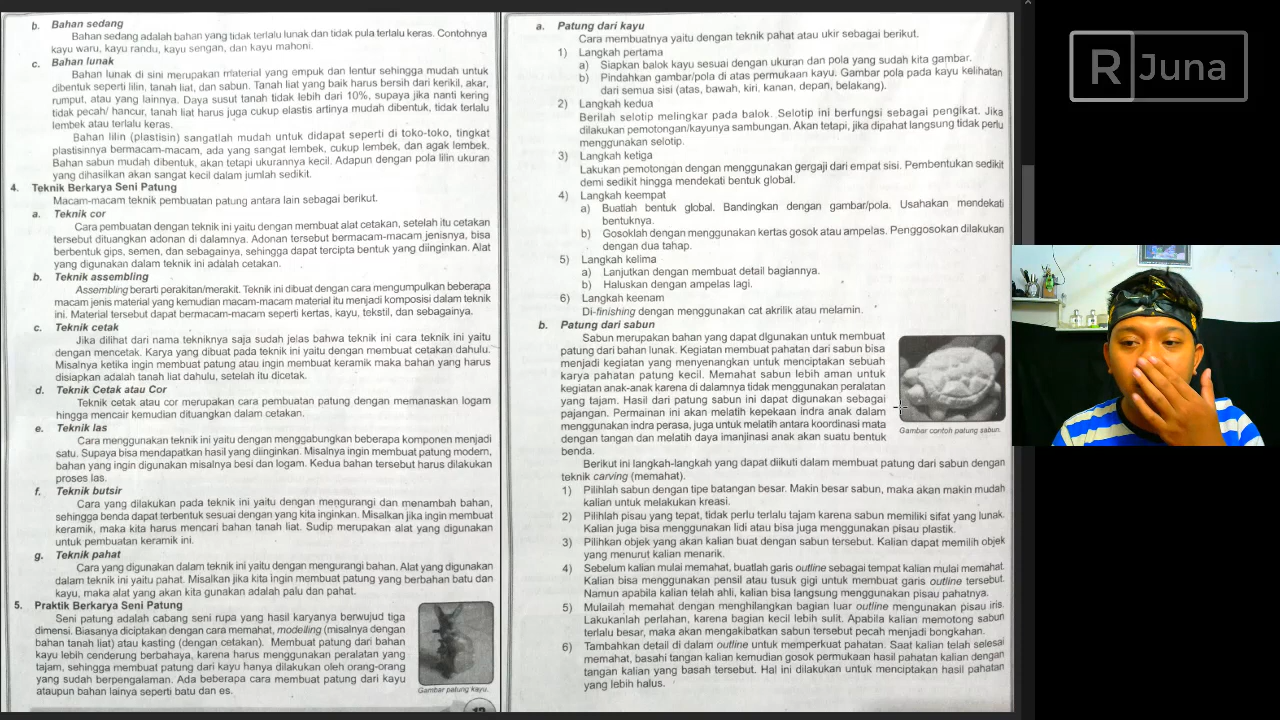 b. Bahan sedang
Bahan sedang adalah bahan yang tidak terlalu lunak dan tidak pula terlalu keras. Contohnya
kayu waru, kayu randu, kayu sengan, dan kayu mahoni.
c. Bahan lunak
Bahan lunak di sini merupakan material yang empuk dan lentur sehingga mudah untuk
dibentuk seperti lilin, tanah liat, dan sabun. Tanah liat yang baik harus bersih dari kerikil, akar,
rumput, atau yang lainnya. Daya susut tanah tidak lebih dari 10%, supaya jika nanti kering
tidak pecah/ hancur, tanah liat harus juga cukup elastis artinya mudah dibentuk, tidak terlalu
lembek atau terlalu keras.
Bahan lilin (plastisin) sangatlah mudah untuk didapat seperti di toko-toko, tingkat
plastisinnya bermacam-macam, ada yang sangat lembek, cukup lembek, dan agak lembek.
Bahan sabun mudah dibentuk, akan tetapi ukurannya kecil. Adapun dengan pola lilin ukuran
yang dihasilkan akan sangat kecil dalam jumlah sedikit.
4. Teknik Berkarya Seni Patung
Macam-macam teknik pembuatan patung antara lain sebagai berikut.
a. Teknik cor
Cara pembuatan dengan teknik ini yaitu dengan membuat alat cetakan, setelah itu cetakan
tersebut dituangkan adonan di dalamnya. Adonan tersebut bermacam-macam jenisnya, bisa
berbentuk gips, semen, dan sebagainya, sehingga dapat tercipta bentuk yang diinginkan. Alat
yang digunakan dalam teknik ini adalah cetakan.
b. Teknik assembling
Assembling berarti perakitan/merakit. Teknik ini dibuat dengan cara mengumpulkan beberapa
macam jenis material yang kemudian macam-macam material itu menjadi komposisi dalam teknik
ini. Material tersebut dapat bermacam-macam seperti kertas, kayu, tekstil, dan sebagainya.
c. Teknik cetak
Jika dilihat dari nama tekniknya saja sudah jelas bahwa teknik ini cara teknik ini yaitu
dengan mencetak. Karya yang dibuat pada teknik ini yaitu dengan membuat cetakan dahulu.
Misalnya ketika ingin membuat patung atau ingin membuat keramik maka bahan yang harus
disiapkan adalah tanah liat dahulu, setelah itu dicetak.
d. Teknik Cetak atau Cor
Teknik cetak atau cor merupakan cara pembuatan patung dengan memanaskan logam
hingga mencair kemudian dituangkan dalam cetakan.
e. Teknik las
Cara menggunakan teknik ini yaitu dengan menggabungkan beberapa komponen menjadi
satu. Supaya bisa mendapatkan hasil yang diinginkan. Misalnya ingin membuat patung modern,
bahan yang ingin digunakan misalnya besi dan logam. Kedua bahan tersebut harus dilakukan
proses las.
f. Teknik butsir
Cara yang dilakukan pada teknik ini yaitu dengan mengurangi dan menambah bahan,
sehingga benda dapat terbentuk sesuai dengan yang kita inginkan. Misalkan jika ingin membuat
keramik, maka kita harus mencari bahan tanah liat. Sudip merupakan alat yang digunakan
untuk pembuatan keramik ini.
g. Teknik pahat
Cara yang digunakan dalam teknik ini yaitu dengan mengurangi bahan. Alat yang digunakan
dalam teknik ini yaitu pahat. Misalkan jika kita ingin membuat patung yang berbahan batu dan
kayu, maka alat yang akan kita gunakan adalah palu dan pahat.
5. Praktik Berkarya Seni Patung
Seni patung adalah cabang seni rupa yang hasil karyanya berwujud tiga
dimensi. Biasanya diciptakan dengan cara memahat, modeiling (misalnya dengan
bahan tanah liat) atau kasting (dengan cetakan). Membuat patung dari bahan
kayu lebih cenderung berbahaya, karena harus menggunakan peralatan yang
tajam, sehingga membuat patung dari kayu hanya dilakukan oleh orang-orang
yang sudah berpengalaman. Ada beberapa cara membuat patung dari kayu
ataupun bahan lainya seperti batu dan es.
Gambar patung kayu.
a. Patung dari kayu
Cara membuatnya yaitu dengan teknik pahat atau ukir sebagai berikut.
1) Langkah pertama
a) Siapkan balok kayu sesuai dengan ukuran dan pola yang sudah kita gambar.
b) Pindahkan gambar/pola di atas permukaan kayu. Gambar pola pada kayu kelihatan
dari semua sisi (atas, bawah, kiri, kanan, depan, belakang).
2) Langkah kedua
Berilah selotip melingkar pada balok. Selotip ini berfungsi sebagai pengikat. Jika
dilakukan pemotongan/kayunya sambungan. Akan tetapi, jika dipahat langsung tidak perlu
menggunakan selotip.
3) Langkah ketiga
Lakukan pemotongan dengan menggunakan gergaji dari empat sisi. Pembentukan sedikit
demi sedikit hingga mendekati bentuk global.
4) Langkah keempat
a) Buatlah bentuk global. Bandingkan dengan gambar/pola. Usahakan mendekati
bentuknya.
b) Gosoklah dengan menggunakan kertas gosok atau ampelas. Penggosokan dilakukan
dengan dua tahap.
5) Langkah kelima
a) Lanjutkan dengan membuat detail bagiannya.
b) Haluskan dengan ampelas lagi.
6) Langkah keenam
Di-finishing dengan menggunakan cat akrilik atau melamin.
b. Patung dari sabun
Sabun merupakan bahan yang dapat digunakan untuk membuat
patung dari bahan lunak. Kegiatan membuat pahatan dari sabun bisa
menjadi kegiatan yang menyenangkan untuk menciptakan sebuah
karya pahatan patung kecil. Memahat sabun lebih aman untuk
kegiatan anak-anak karena di dalamnya tidak menggunakan peralatan
yang tajam. Hasil dari patung sabun ini dapat digunakan sebagai
pajangan. Permainan ini akan melatih kepekaan indra anak dalam
menggunakan indra perasa, juga untuk melatih antara koordinasi mata
dengan tangan dan melatih daya imanjinasi anak akan suatu bentuk
benda.
Gambar contoh patung sabun.
Berikut ini langkah-langkah yang dapat diikuti dalam membuat patung dari sabun dengan
teknik carving (memahat).
1) Pilihlah sabun dengan tipe batangan besar. Makin besar sabun, maka akan makin mudah
kalian untuk melakukan kreasi.
2) Pilihlah pisau yang tepat, tidak perlu terlalu tajam karena sabun memiliki sifat yang lunak.
Kalian juga bisa menggunakan lidi atau bisa juga menggunakan pisau plastik.
3) Pilihkan objek yang akan kalian buat dengan sabun tersebut. Kalian dapat memilih objek
yang menurut kalian menarik.
4) Sebelum kalian mulai memahat, buatlah garis outline sebagai tempat kalian mulai memahat.
Kalian bisa menggunakan pensil atau tusuk gigi untuk membuat garis outline tersebut.
Namun apabila kalian telah ahli, kalian bisa langsung menggunakan pisau pahatnya.
5) Mulailah memahat dengan menghilangkan bagian luar outline mengunakan pisau iris.
Lakukanlah perlahan, karena bagian kecil lebih sulit. Apabila kalian memotong sabun
terlalu besar, maka akan mengakibatkan sabun tersebut pecah menjadi bongkahan.
6) Tambahkan detail di dalam outline untuk memperkuat pahatan. Saat kalian telah selesai
memahat, basahi tangan kalian kemudian gosok permukaan hasil pahatan kalian dengan
tangan kalian yang basah tersebut. Hal ini dilakukan untuk menciptakan hasil pahatan
yang lebih halus.
R Juna